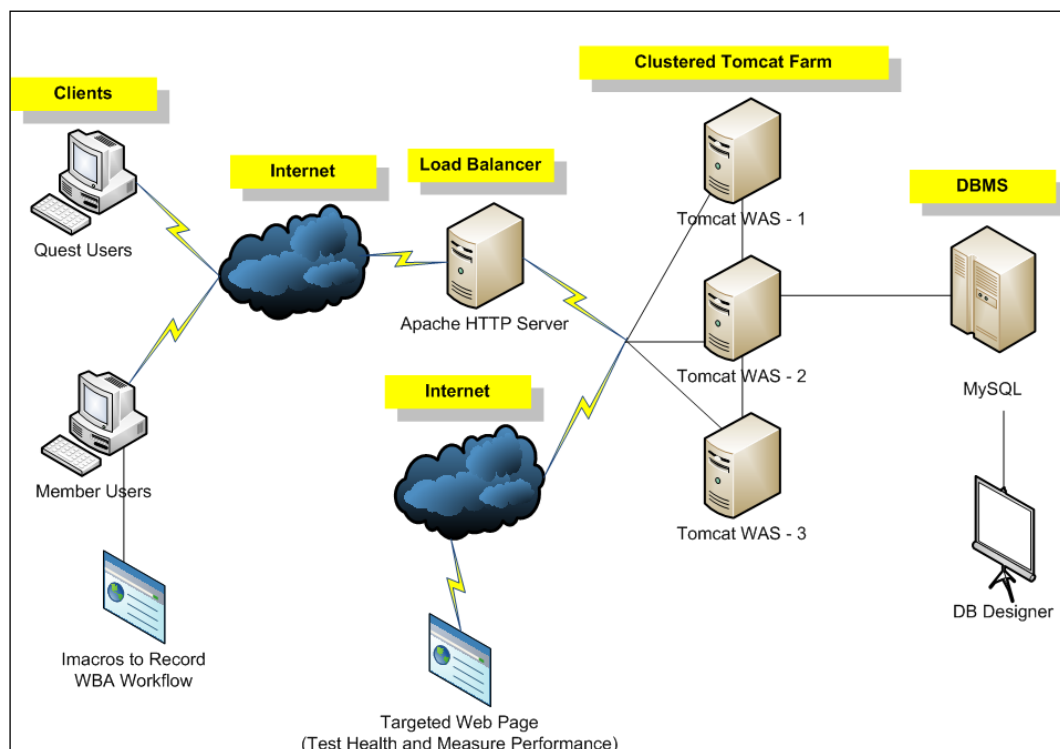 Clustered Tomcat Farm
Clients
Internet
Load Balancer
DBMS
Tomcat WAS - 1
Quest Users
Apache HTTP Server
Tomcat WAS - 2
Internet
MySQL
Member Users
Tomcat WAS - 3
DB Designer
Imacros to Record
WBA Workflow
Targeted Web Page
(Test Health and Measure Performance)